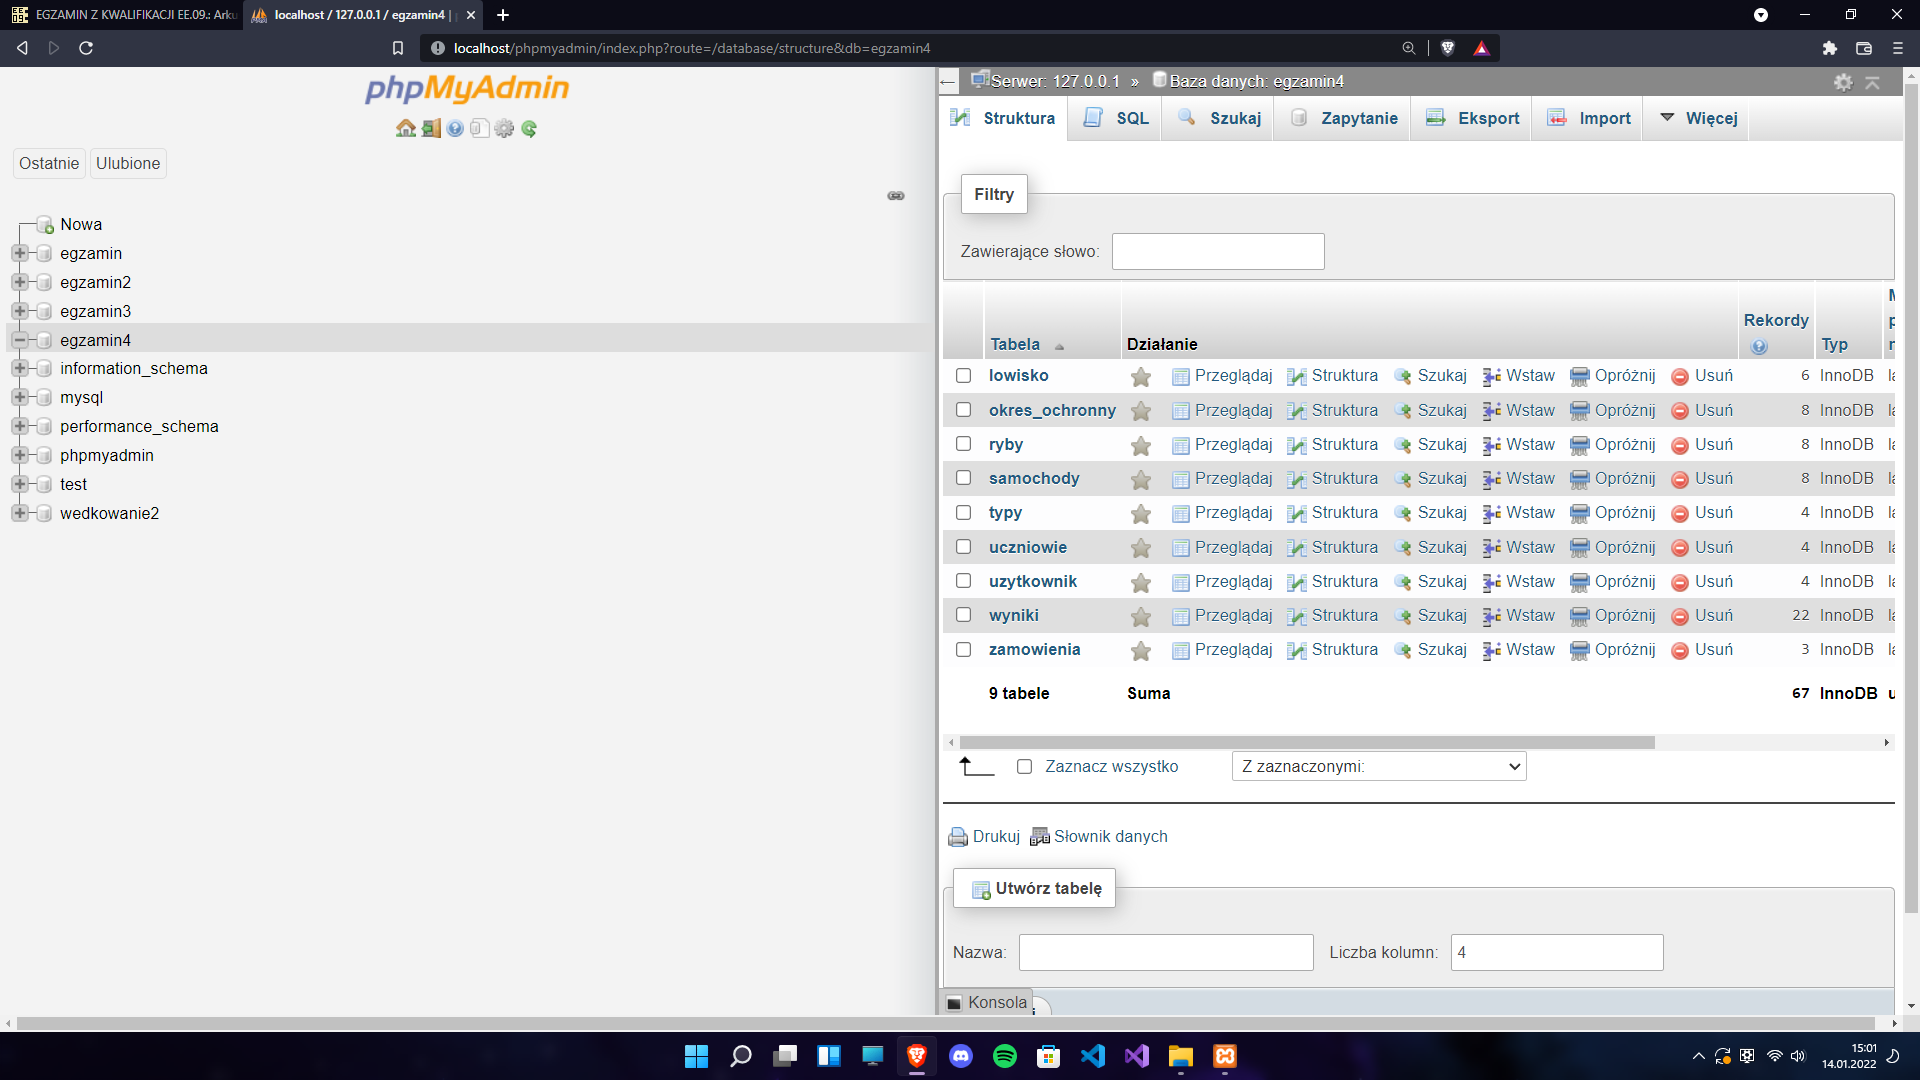 EGZAMIN Z KWALIFIKACJI EE.09.: Arku
localhost / 127.0.0.1 / egzamin4 |
localhost/phpmyadmin/index.php?route=/database/structure&db=egzamin4
phpMyAdmin
Ostatnie Ulubione
Nowa
egzamin
egzamin2
egzamin3
egzamin4
information_schema
mysql
performance_schema
phpmyadmin
test
wedkowanie2
Serwer: 127.0.0.1 » Baza danych: egzamin4
Struktura SQL Szukaj Zapytanie Eksport Import Więcej
Filtry
Zawierające słowo:
Tabela Działanie Rekordy Typ
lowisko Przeglądaj Struktura Szukaj Wstaw Opróżnij Usuń 6 InnoDB
okres_ochronny Przeglądaj Struktura Szukaj Wstaw Opróżnij Usuń 8 InnoDB
ryby Przeglądaj Struktura Szukaj Wstaw Opróżnij Usuń 8 InnoDB
samochody Przeglądaj Struktura Szukaj Wstaw Opróżnij Usuń 8 InnoDB
typy Przeglądaj Struktura Szukaj Wstaw Opróżnij Usuń 4 InnoDB
uczniowie Przeglądaj Struktura Szukaj Wstaw Opróżnij Usuń 4 InnoDB
uzytkownik Przeglądaj Struktura Szukaj Wstaw Opróżnij Usuń 4 InnoDB
wyniki Przeglądaj Struktura Szukaj Wstaw Opróżnij Usuń 22 InnoDB
zamowienia Przeglądaj Struktura Szukaj Wstaw Opróżnij Usuń 3 InnoDB
9 tabele Suma 67 InnoDB
Zaznacz wszystko Z zaznaczonymi:
Drukuj Słownik danych
Utwórz tabelę
Nazwa: Liczba kolumn: 4
Konsola
15:01
14.01.2022